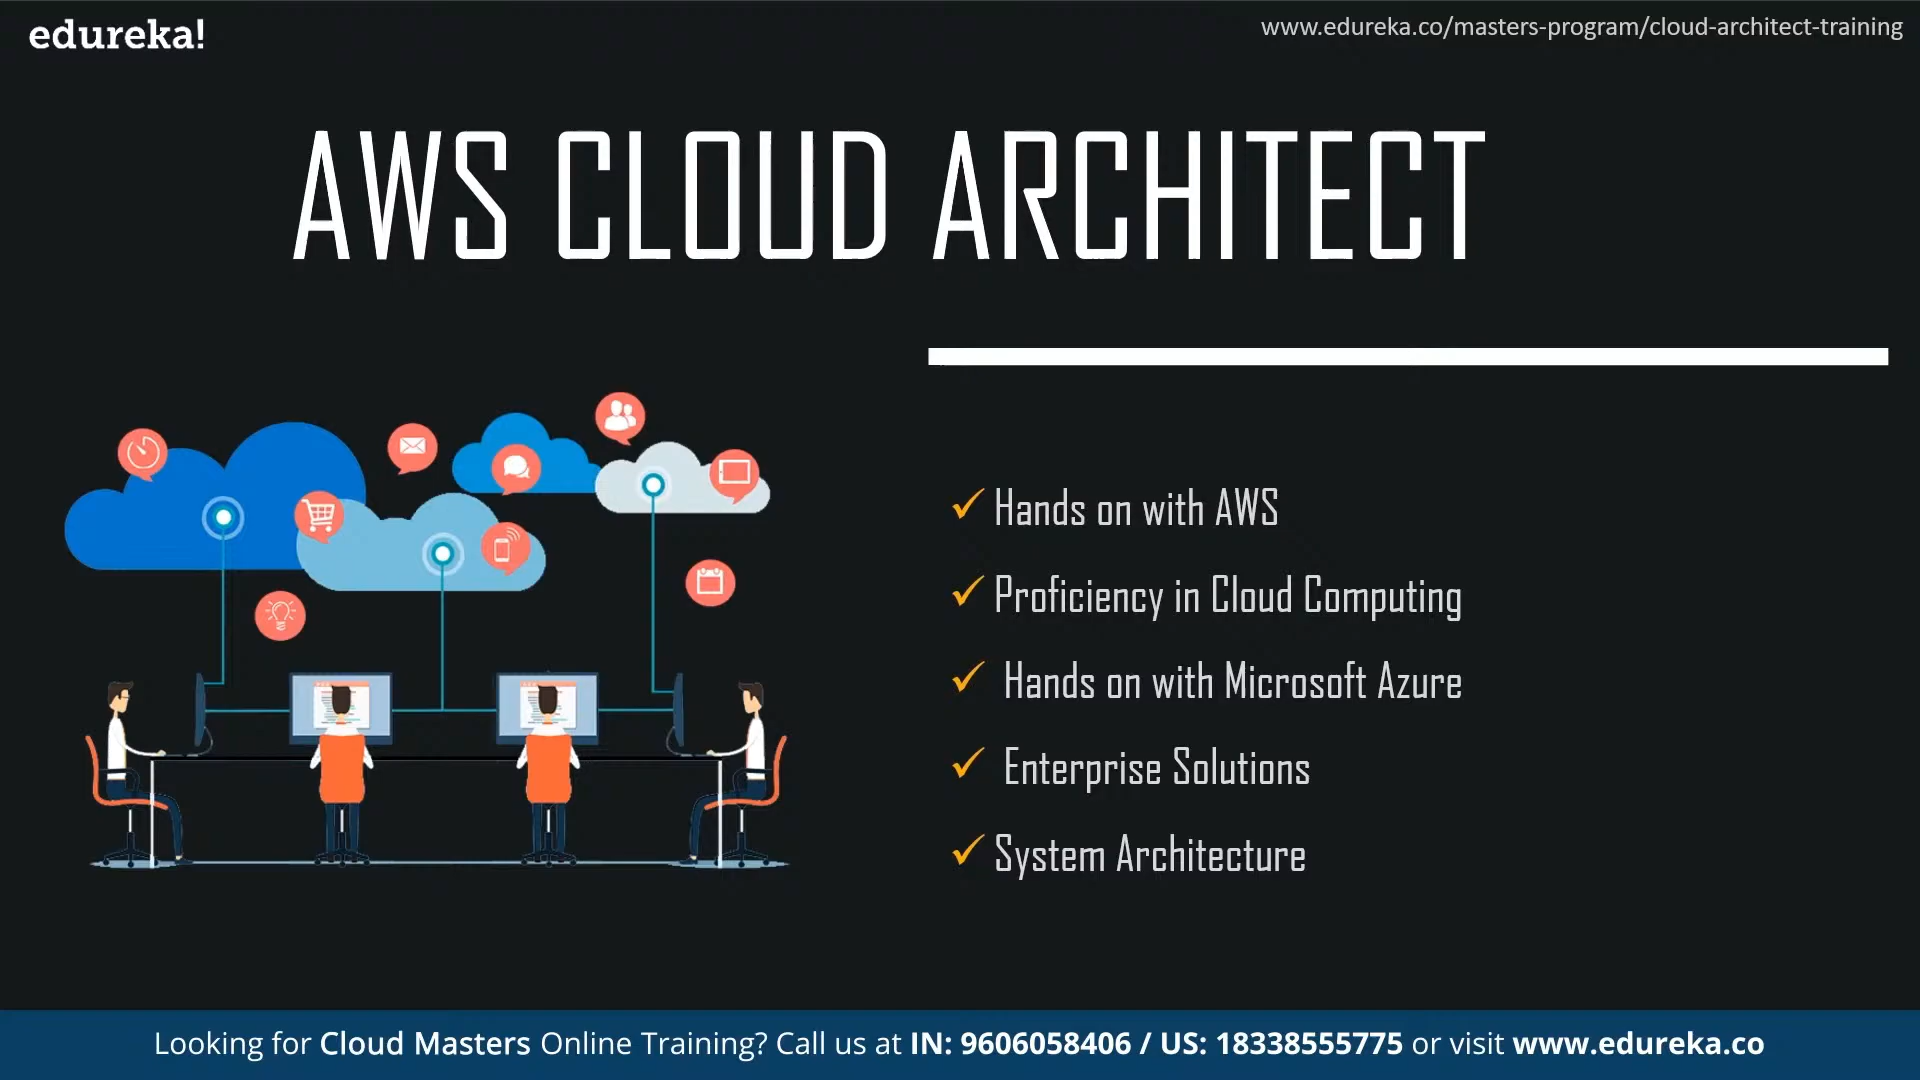 edureka!
www.edureka.co/masters-program/cloud-architect-training
AWS CLOUD ARCHITECT
Hands on with AWS
Proficiency in Cloud Computing
Hands on with Microsoft Azure
Enterprise Solutions
System Architecture
Looking for Cloud Masters Online Training? Call us at IN: 9606058406 / US: 18338555775 or visit www.edureka.co